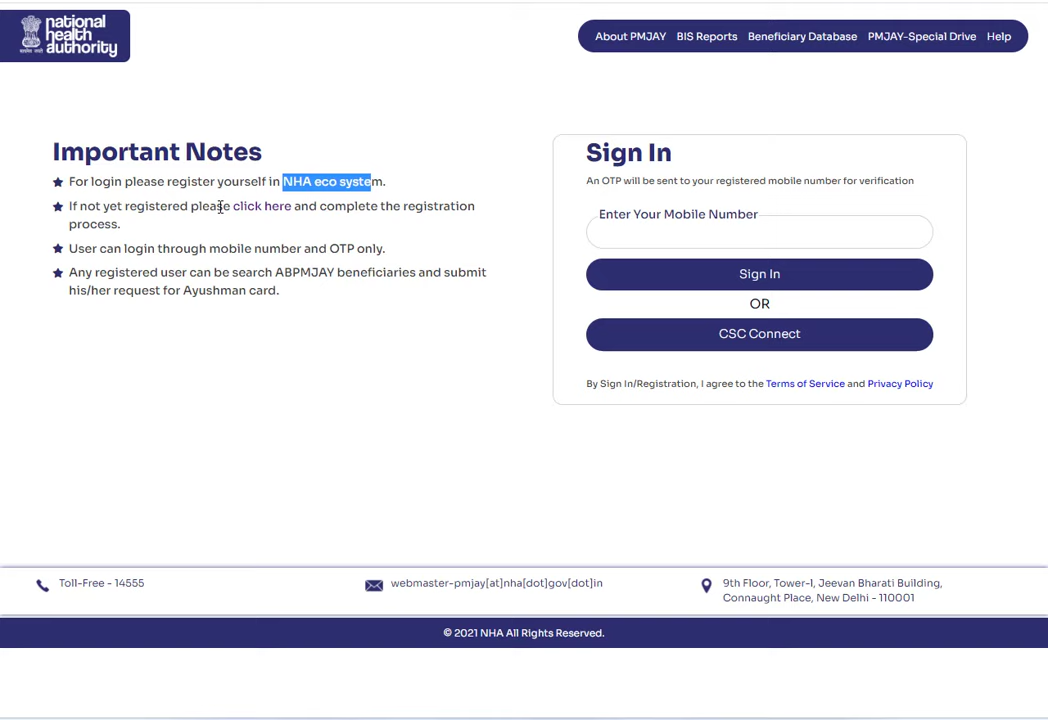 national
health
authority
About PMJAY BIS Reports Beneficiary Database PMJAY-Special Drive Help
Important Notes
For login please register yourself in NHA eco system.
If not yet registered please click here and complete the registration
process.
User can login through mobile number and OTP only.
Any registered user can be search ABPMJAY beneficiaries and submit
his/her request for Ayushman card.
Sign In
An OTP will be sent to your registered mobile number for verification
Enter Your Mobile Number
Sign In
OR
CSC Connect
By Sign In/Registration, I agree to the Terms of Service and Privacy Policy
Toll-Free - 14555
webmaster-pmjay[at]nha[dot]gov[dot]in
9th Floor, Tower-l, Jeevan Bharati Building,
Connaught Place, New Delhi - 110001
© 2021 NHA All Rights Reserved.